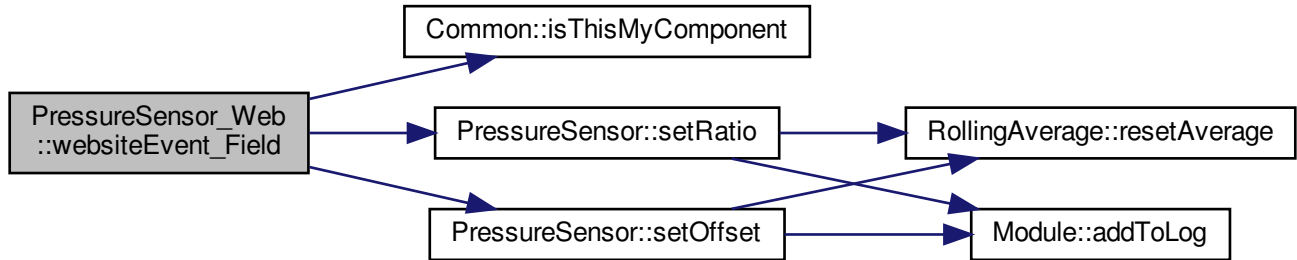 Common::isThisMyComponent
PressureSensor_Web
::websiteEvent_Field
PressureSensor::setRatio
RollingAverage::resetAverage
PressureSensor::setOffset
Module::addToLog